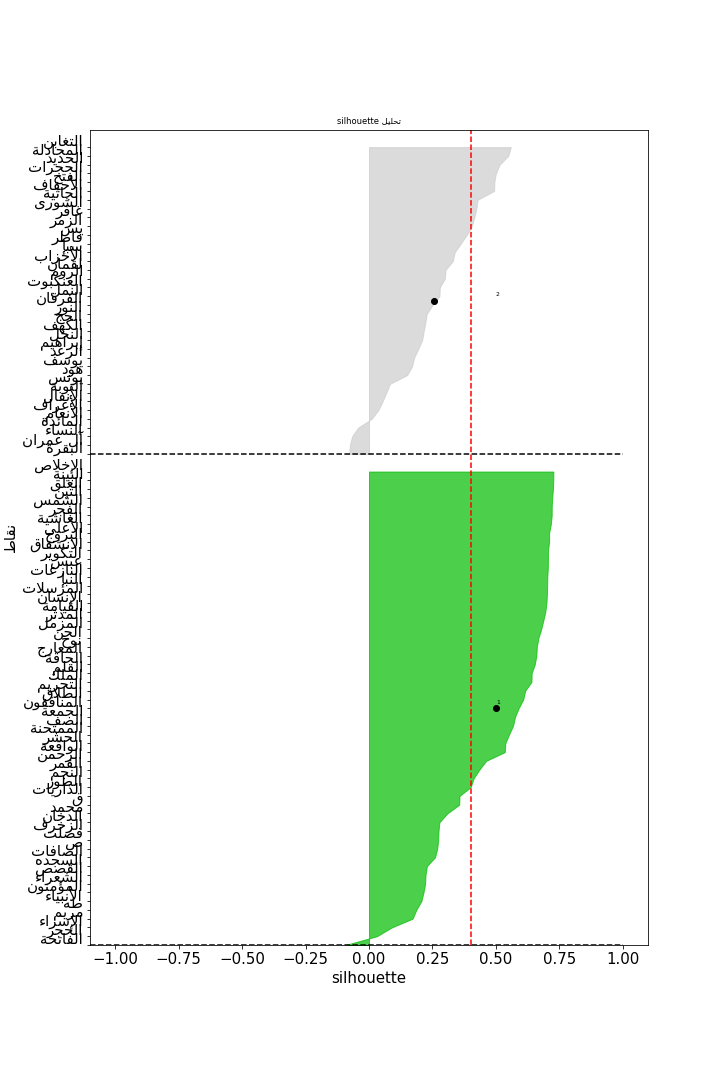 تحليل silhouette
التغابن
المجادلة
الحديد
الحجرات
الفتح
الأحقاف
الجاثية
الشورى
غافر
الزمر
يس
فاطر
سبأ
الأحزاب
لقمان
الروم
العنكبوت
النمل
الفرقان
النور
الحج
الكهف
النحل
إبراهيم
الرعد
يوسف
هود
يونس
التوبة
الأنفال
الأعراف
الأنعام
المائدة
النساء
آل عمران
البقرة
الإخلاص
البينة
العلق
التين
الشمس
الفجر
الغاشية
الأعلى
البروج
الانشقاق
التكوير
عبس
النازعات
النبأ
المرسلات
الإنسان
القيامة
المدثر
المزمل
الجن
نوح
المعارج
الحاقة
القلم
الملك
التحريم
الطلاق
المنافقون
الجمعة
الصف
الممتحنة
الحشر
الواقعة
الرحمن
القمر
النجم
الطور
الذاريات
ق
محمد
الدخان
الزخرف
فصلت
ص
الصافات
السجدة
القصص
الشعراء
المؤمنون
الأنبياء
طه
مريم
الإسراء
الحجر
الفاتحة
نقاط
2
1
−1.00 −0.75 −0.50 −0.25 0.00 0.25 0.50 0.75 1.00
silhouette